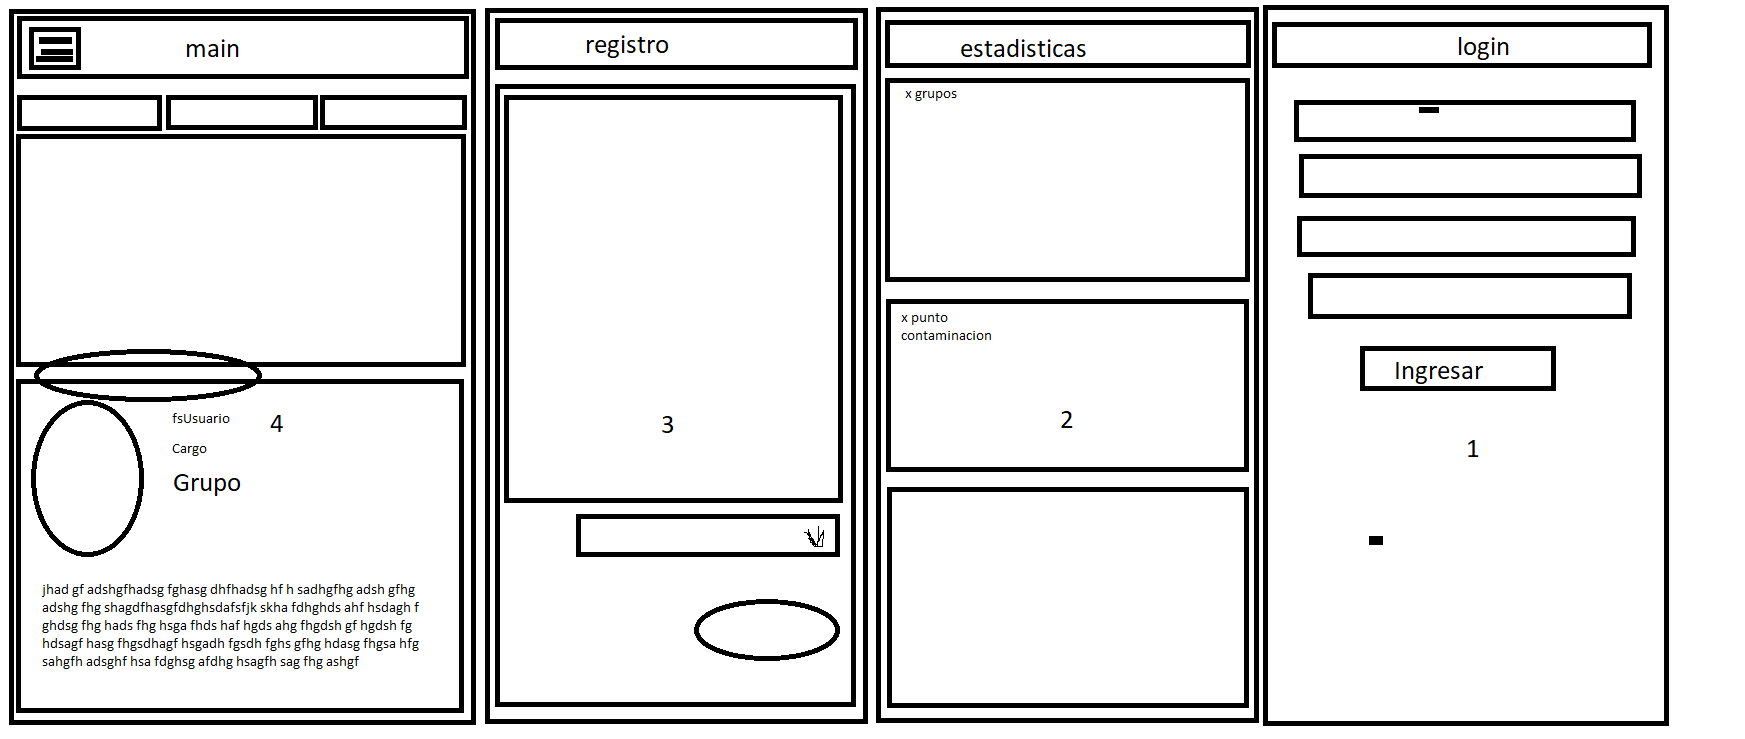 main
fsUsuario
4
Cargo
Grupo
jhad gf adshgfhadsg fghasg dhfhadsg hf h sadhgfhg adsh gfhg
adshg fhg shagdfhasgfdhghsdafsfjk skha fdhghds ahf hsdagh f
ghdsg fhg hads fhg hsga fhds haf hgds ahg fhgdsh gf hgdsh fg
hdsagf hasg fhgsdhagf hsgadh fgsdh fghs gfhg hdasg fhgsa hfg
sahgfh adsghf hsa fdghsg afdhg hsagfh sag fhg ashgf
registro
3
estadisticas
x grupos
x punto
contaminacion
2
login
Ingresar
1